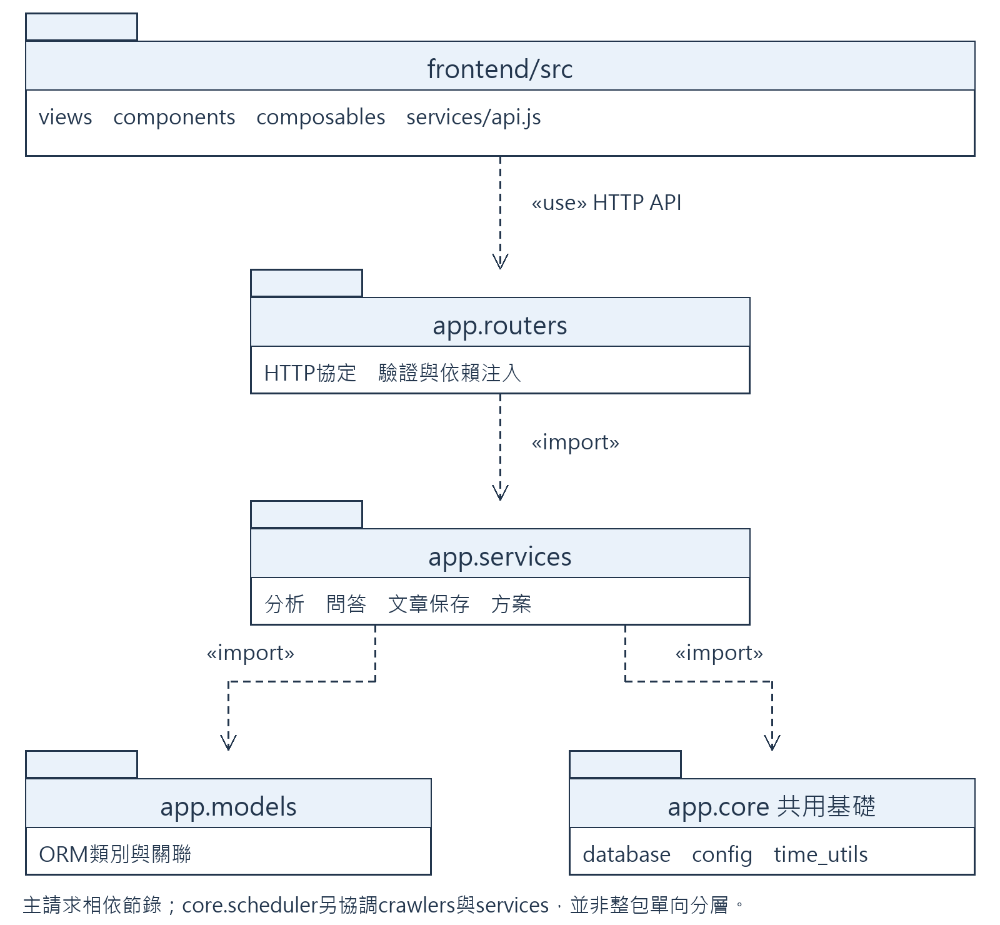 frontend/src
views components composables services/api.js
«use» HTTP API
app.routers
HTTP協定 驗證與依賴注入
«import»
app.services
分析 問答 文章保存 方案
«import» «import»
app.models
ORM類別與關聯
app.core 共用基礎
database config time_utils
主請求相依節錄；core.scheduler另協調crawlers與services，並非整包單向分層。